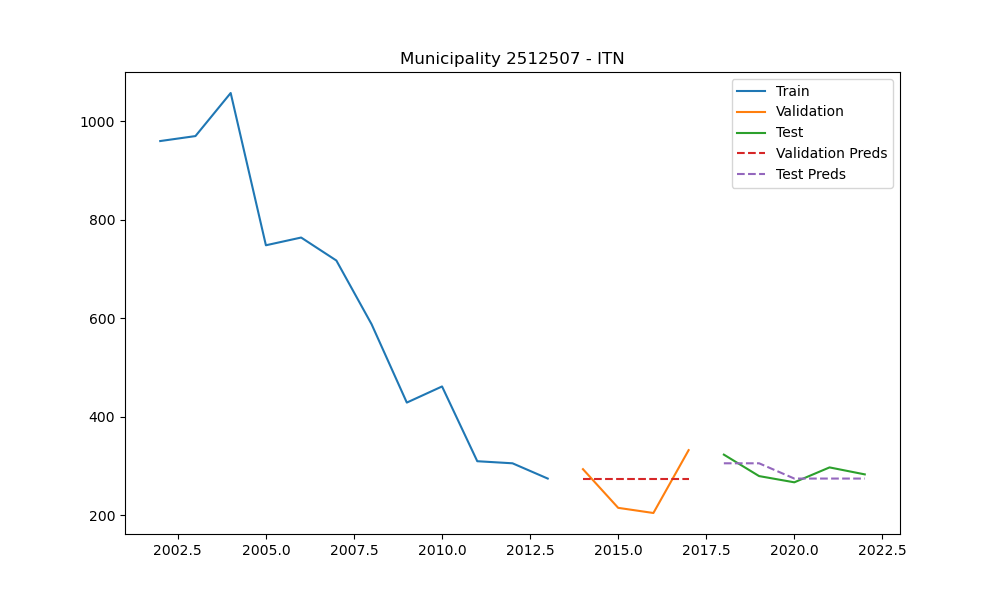 Municipality 2512507 - ITN
Train
Validation
Test
Validation Preds
Test Preds
1000
800
600
400
200
2002.5 2005.0 2007.5 2010.0 2012.5 2015.0 2017.5 2020.0 2022.5